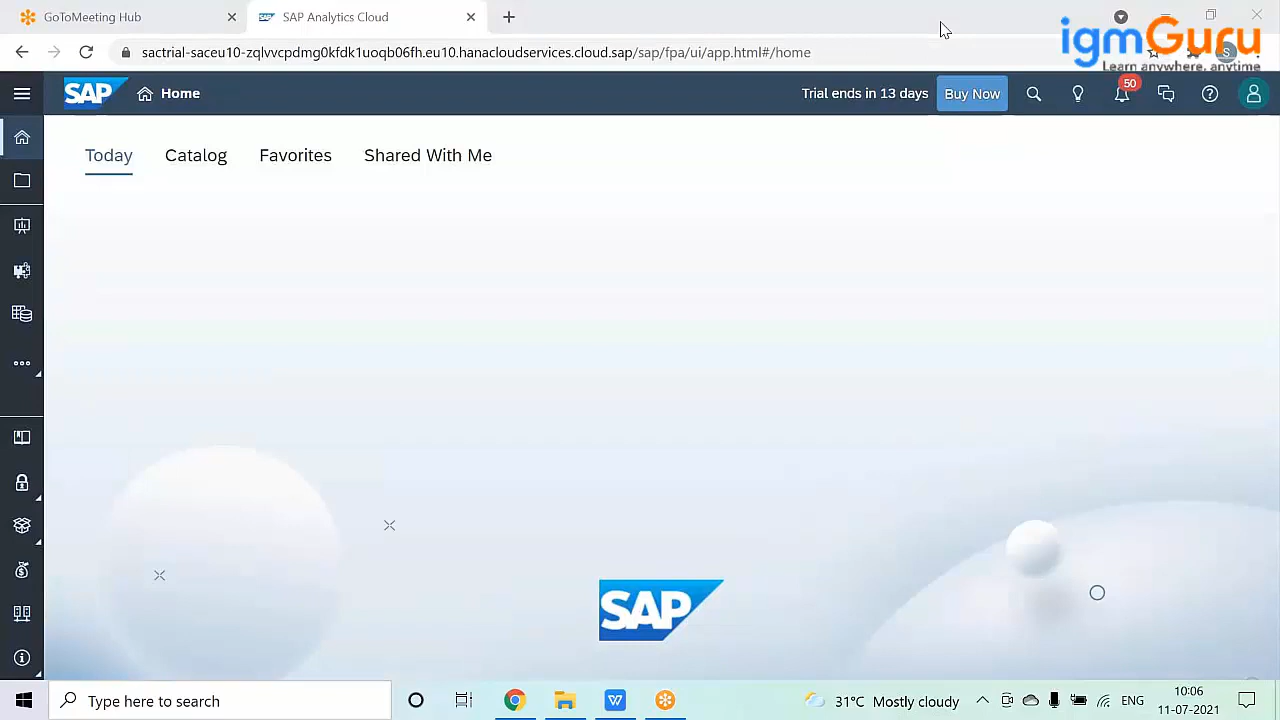 GoToMeeting Hub
SAP Analytics Cloud
igmGuru
Learn anywhere, anytime
sactrial-saceu10-zqlvvcpdmg0kfdk1uoqb06fh.eu10.hanacloudservices.cloud.sap/sap/fpa/ui/app.html#/home
SAP Home
Trial ends in 13 days
Buy Now
50
Today Catalog Favorites Shared With Me
SAP
Type here to search
31°C Mostly cloudy
ENG
10:06
11-07-2021